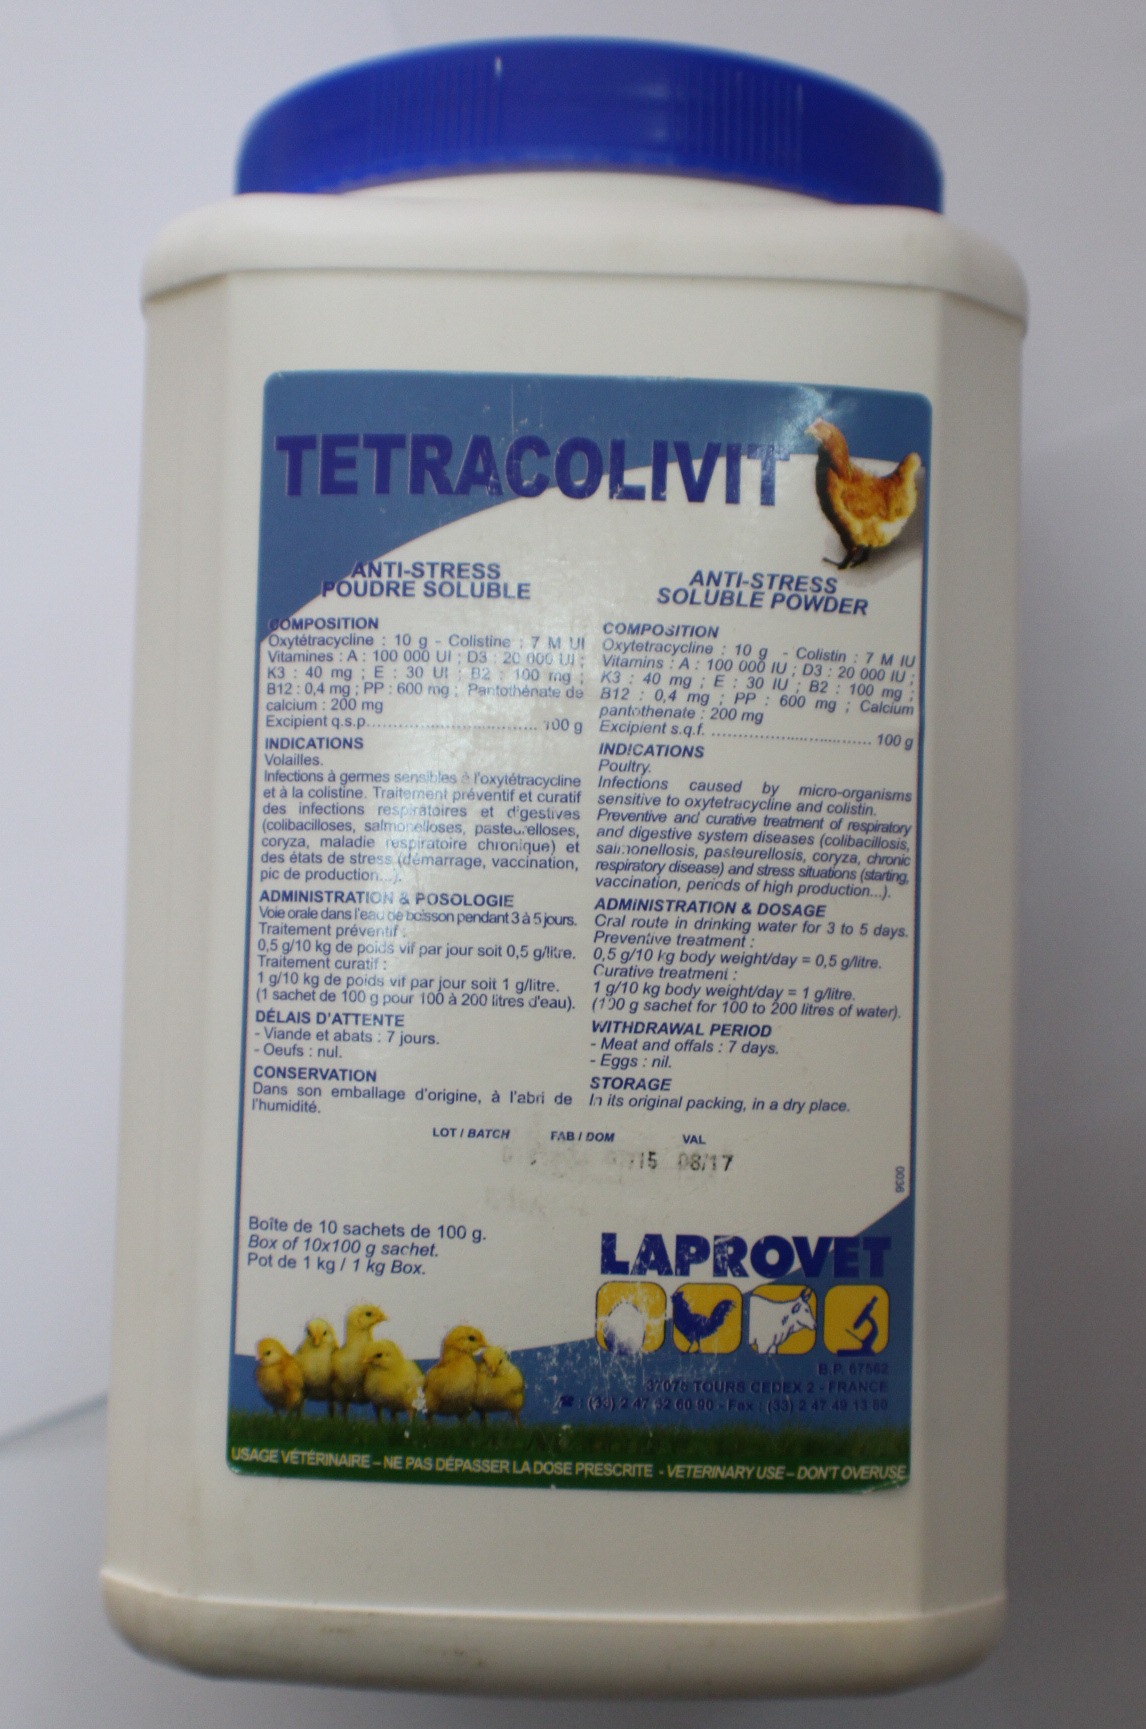 TETRACOLIVIT
ANTI-STRESS
POUDRE SOLUBLE
COMPOSITION
Oxytétracycline : 10 g - Colistine : 7 M UI
Vitamines : A : 100 000 UI ; D3 : 20 000 UI ;
K3 : 40 mg ; E : 30 UI ; B2 : 100 mg ;
B12 : 0,4 mg ; PP : 600 mg ; Pantothénate de
calcium : 200 mg
Excipient q.s.p. ................................ 100 g
INDICATIONS
Volailles.
Infections à germes sensibles à l'oxytétracycline
et à la colistine. Traitement préventif et curatif
des infections respiratoires et digestives
(colibacilloses, salmonelloses, pasteurelloses,
coryza, maladie respiratoire chronique) et
des états de stress (démarrage, vaccination,
pic de production...).
ADMINISTRATION & POSOLOGIE
Voie orale dans l'eau de boisson pendant 3 à 5 jours.
Traitement préventif :
0,5 g/10 kg de poids vif par jour soit 0,5 g/litre.
Traitement curatif :
1 g/10 kg de poids vif par jour soit 1 g/litre.
(1 sachet de 100 g pour 100 à 200 litres d'eau).
DÉLAIS D'ATTENTE
- Viande et abats : 7 jours.
- Oeufs : nul.
CONSERVATION
Dans son emballage d'origine, à l'abri de
l'humidité.
ANTI-STRESS
SOLUBLE POWDER
COMPOSITION
Oxytetracycline : 10 g - Colistin : 7 M IU
Vitamins : A : 100 000 IU ; D3 : 20 000 IU ;
K3 : 40 mg ; E : 30 IU ; B2 : 100 mg ;
B12 : 0,4 mg ; PP : 600 mg ; Calcium
pantothenate : 200 mg
Excipient s.q.f. ................................ 100 g
INDICATIONS
Poultry.
Infections caused by micro-organisms
sensitive to oxytetracycline and colistin.
Preventive and curative treatment of respiratory
and digestive system diseases (colibacillosis,
salmonellosis, pasteurellosis, coryza, chronic
respiratory disease) and stress situations (starting,
vaccination, periods of high production...).
ADMINISTRATION & DOSAGE
Oral route in drinking water for 3 to 5 days.
Preventive treatment :
0,5 g/10 kg body weight/day = 0,5 g/litre.
Curative treatment :
1 g/10 kg body weight/day = 1 g/litre.
(100 g sachet for 100 to 200 litres of water).
WITHDRAWAL PERIOD
- Meat and offals : 7 days.
- Eggs : nil.
STORAGE
In its original packing, in a dry place.
LOT / BATCH FAB / DOM VAL
08/17
0036
Boîte de 10 sachets de 100 g.
Box of 10x100 g sachet.
Pot de 1 kg / 1 kg Box.
LAPROVET
B.P. 67562
37075 TOURS CEDEX 2 - FRANCE
☎ : (33) 2 47 62 60 90 - Fax : (33) 2 47 49 13 80
USAGE VÉTÉRINAIRE – NE PAS DÉPASSER LA DOSE PRESCRITE - VETERINARY USE – DON'T OVERUSE